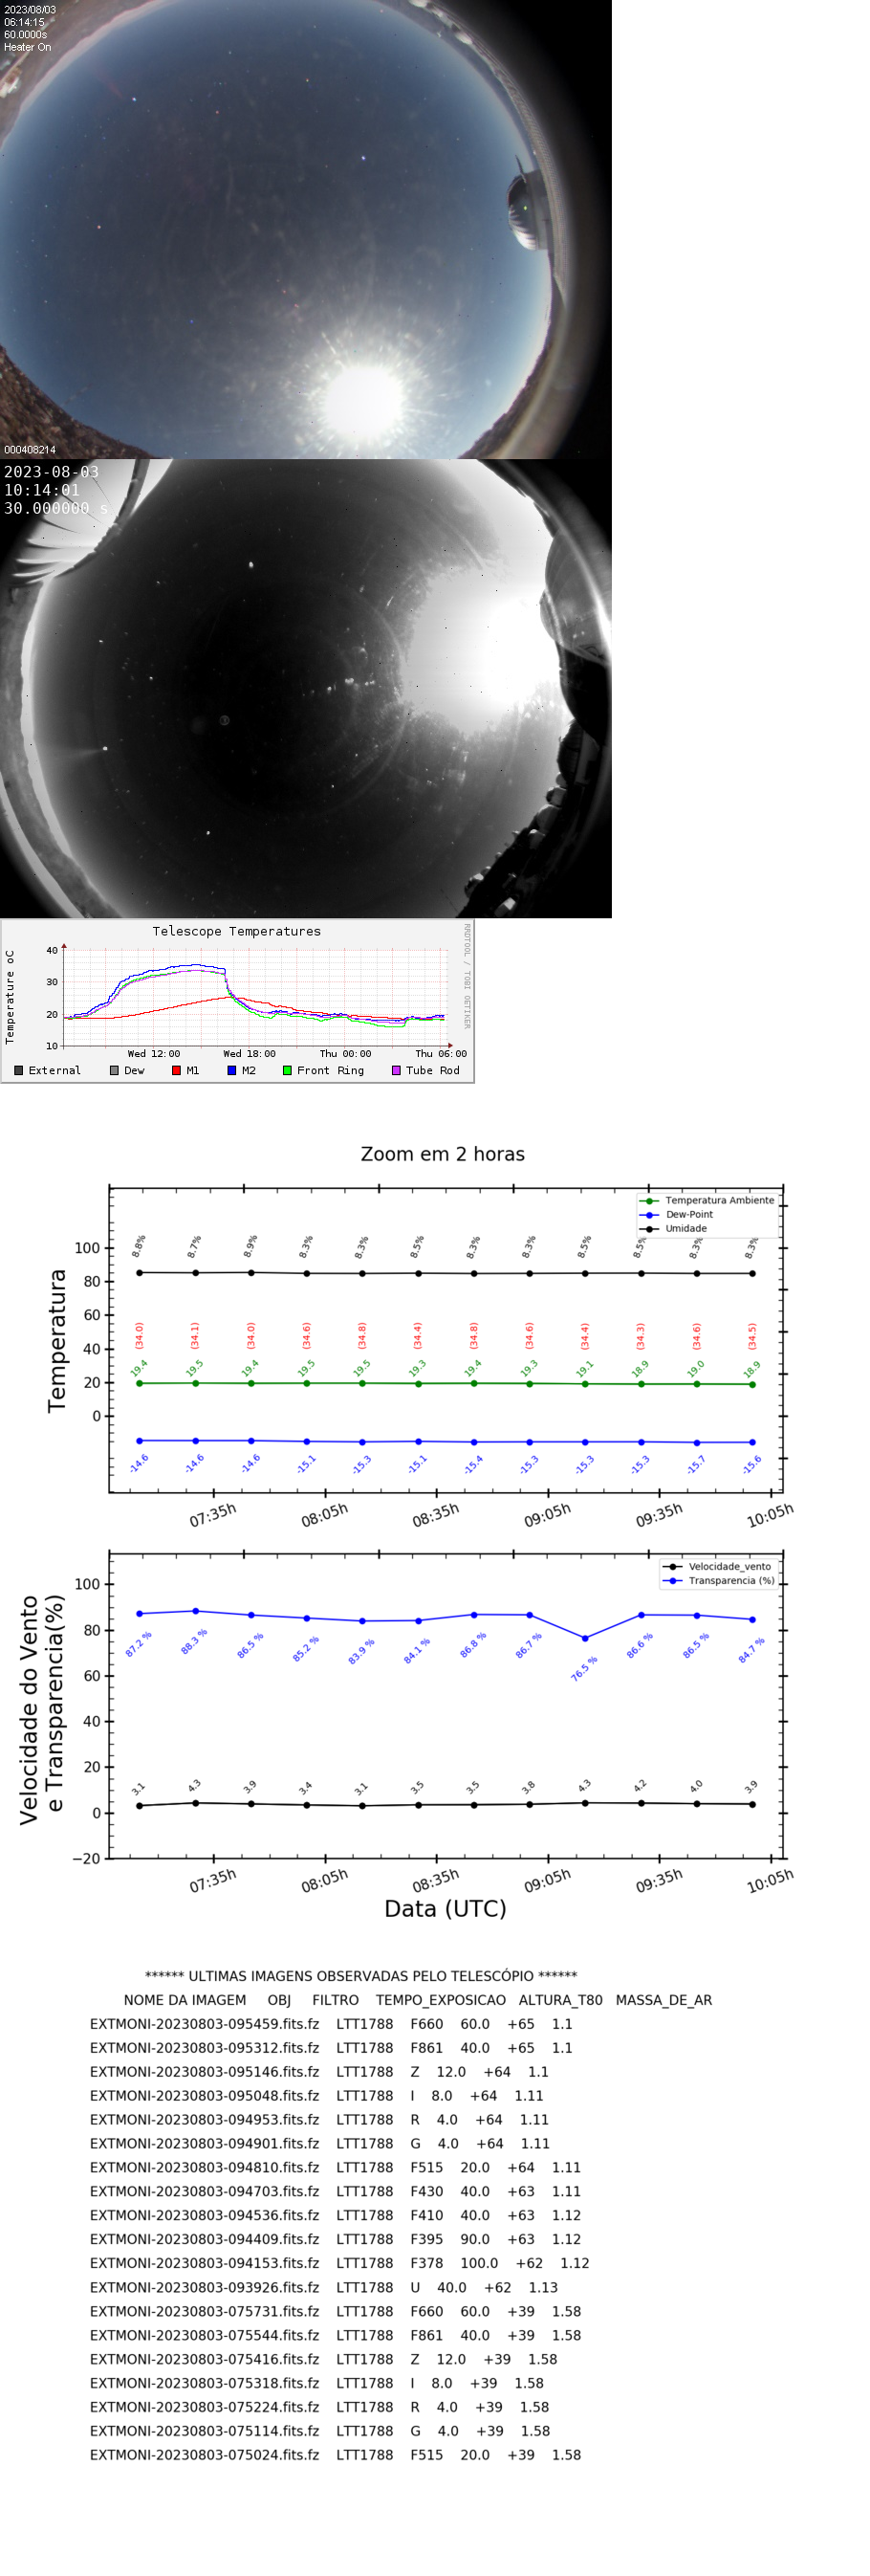 2023/08/03
06:14:15
60.0000s
Heater On
000408214
2023-08-03
10:14:01
30.000000 s
Telescope Temperatures
RRDTOOL / TOBI OETIKER
Temperature oC
40
30
20
10
Wed 12:00 Wed 18:00 Thu 00:00 Thu 06:00
External Dew M1 M2 Front Ring Tube Rod
Zoom em 2 horas
Temperatura
Temperatura Ambiente
Dew-Point
Umidade
100
80
60
40
20
0
8.8% 8.7% 8.9% 8.3% 8.3% 8.5% 8.3% 8.3% 8.5% 8.5% 8.3% 8.3%
(34.0) (34.1) (34.0) (34.6) (34.8) (34.4) (34.8) (34.6) (34.4) (34.3) (34.6) (34.5)
19.4 19.5 19.4 19.5 19.5 19.3 19.4 19.3 19.1 18.9 19.0 18.9
-14.6 -14.6 -14.6 -15.1 -15.3 -15.1 -15.4 -15.3 -15.3 -15.3 -15.7 -15.6
07:35h 08:05h 08:35h 09:05h 09:35h 10:05h
Velocidade do Vento
e Transparencia(%)
Velocidade_vento
Transparencia (%)
100
80
60
40
20
0
−20
87.2 % 88.3 % 86.5 % 85.2 % 83.9 % 84.1 % 86.8 % 86.7 % 76.5 % 86.6 % 86.5 % 84.7 %
3.1 4.3 3.9 3.4 3.1 3.5 3.5 3.8 4.3 4.2 4.0 3.9
07:35h 08:05h 08:35h 09:05h 09:35h 10:05h
Data (UTC)
****** ULTIMAS IMAGENS OBSERVADAS PELO TELESCÓPIO ******
NOME DA IMAGEM OBJ FILTRO TEMPO_EXPOSICAO ALTURA_T80 MASSA_DE_AR
EXTMONI-20230803-095459.fits.fz LTT1788 F660 60.0 +65 1.1
EXTMONI-20230803-095312.fits.fz LTT1788 F861 40.0 +65 1.1
EXTMONI-20230803-095146.fits.fz LTT1788 Z 12.0 +64 1.1
EXTMONI-20230803-095048.fits.fz LTT1788 I 8.0 +64 1.11
EXTMONI-20230803-094953.fits.fz LTT1788 R 4.0 +64 1.11
EXTMONI-20230803-094901.fits.fz LTT1788 G 4.0 +64 1.11
EXTMONI-20230803-094810.fits.fz LTT1788 F515 20.0 +64 1.11
EXTMONI-20230803-094703.fits.fz LTT1788 F430 40.0 +63 1.11
EXTMONI-20230803-094536.fits.fz LTT1788 F410 40.0 +63 1.12
EXTMONI-20230803-094409.fits.fz LTT1788 F395 90.0 +63 1.12
EXTMONI-20230803-094153.fits.fz LTT1788 F378 100.0 +62 1.12
EXTMONI-20230803-093926.fits.fz LTT1788 U 40.0 +62 1.13
EXTMONI-20230803-075731.fits.fz LTT1788 F660 60.0 +39 1.58
EXTMONI-20230803-075544.fits.fz LTT1788 F861 40.0 +39 1.58
EXTMONI-20230803-075416.fits.fz LTT1788 Z 12.0 +39 1.58
EXTMONI-20230803-075318.fits.fz LTT1788 I 8.0 +39 1.58
EXTMONI-20230803-075224.fits.fz LTT1788 R 4.0 +39 1.58
EXTMONI-20230803-075114.fits.fz LTT1788 G 4.0 +39 1.58
EXTMONI-20230803-075024.fits.fz LTT1788 F515 20.0 +39 1.58